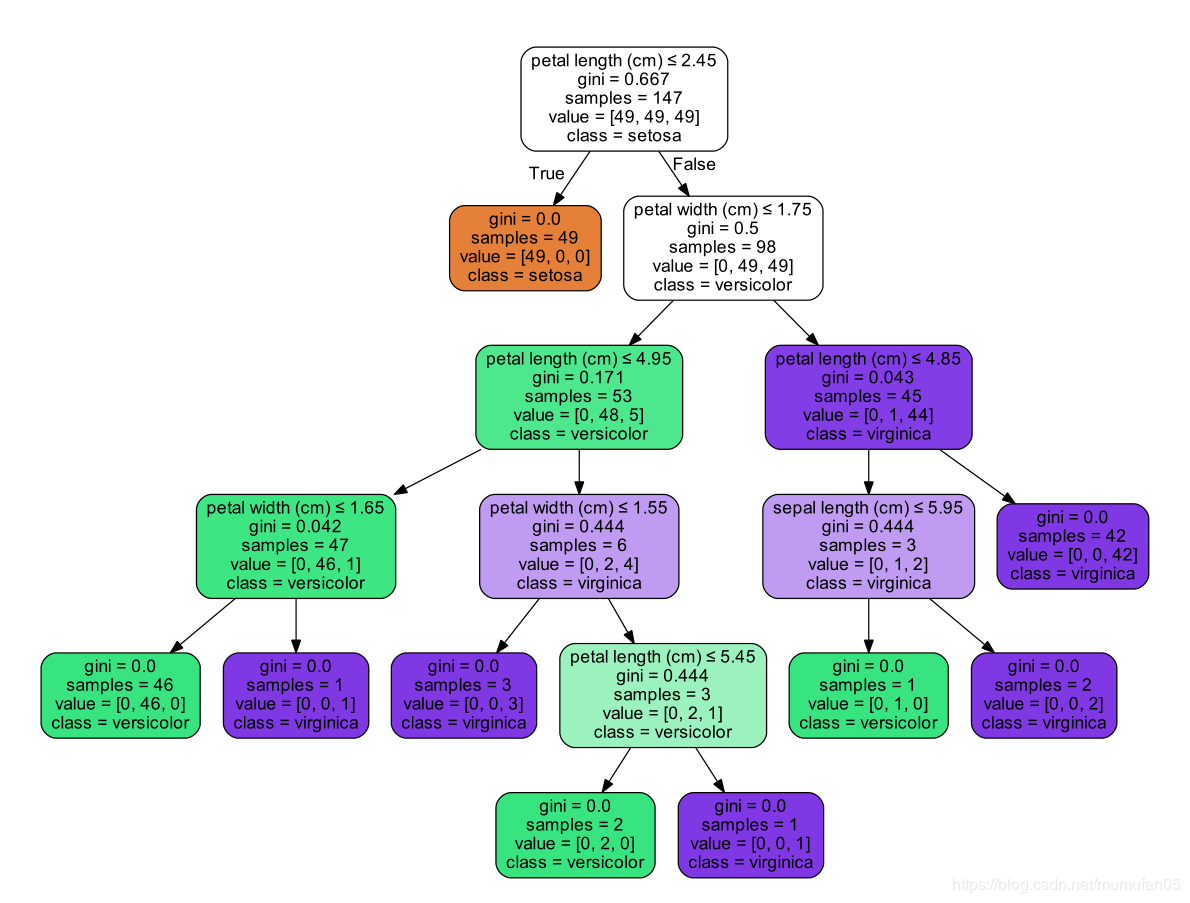 petal length (cm) ≤ 2.45
gini = 0.667
samples = 147
value = [49, 49, 49]
class = setosa
True
False
gini = 0.0
samples = 49
value = [49, 0, 0]
class = setosa
petal width (cm) ≤ 1.75
gini = 0.5
samples = 98
value = [0, 49, 49]
class = versicolor
petal length (cm) ≤ 4.95
gini = 0.171
samples = 53
value = [0, 48, 5]
class = versicolor
petal length (cm) ≤ 4.85
gini = 0.043
samples = 45
value = [0, 1, 44]
class = virginica
petal width (cm) ≤ 1.65
gini = 0.042
samples = 47
value = [0, 46, 1]
class = versicolor
petal width (cm) ≤ 1.55
gini = 0.444
samples = 6
value = [0, 2, 4]
class = virginica
sepal length (cm) ≤ 5.95
gini = 0.444
samples = 3
value = [0, 1, 2]
class = virginica
gini = 0.0
samples = 42
value = [0, 0, 42]
class = virginica
gini = 0.0
samples = 46
value = [0, 46, 0]
class = versicolor
gini = 0.0
samples = 1
value = [0, 0, 1]
class = virginica
gini = 0.0
samples = 3
value = [0, 0, 3]
class = virginica
petal length (cm) ≤ 5.45
gini = 0.444
samples = 3
value = [0, 2, 1]
class = versicolor
gini = 0.0
samples = 1
value = [0, 1, 0]
class = versicolor
gini = 0.0
samples = 2
value = [0, 0, 2]
class = virginica
gini = 0.0
samples = 2
value = [0, 2, 0]
class = versicolor
gini = 0.0
samples = 1
value = [0, 0, 1]
class = virginica
https://blog.csdn.net/mumufan05